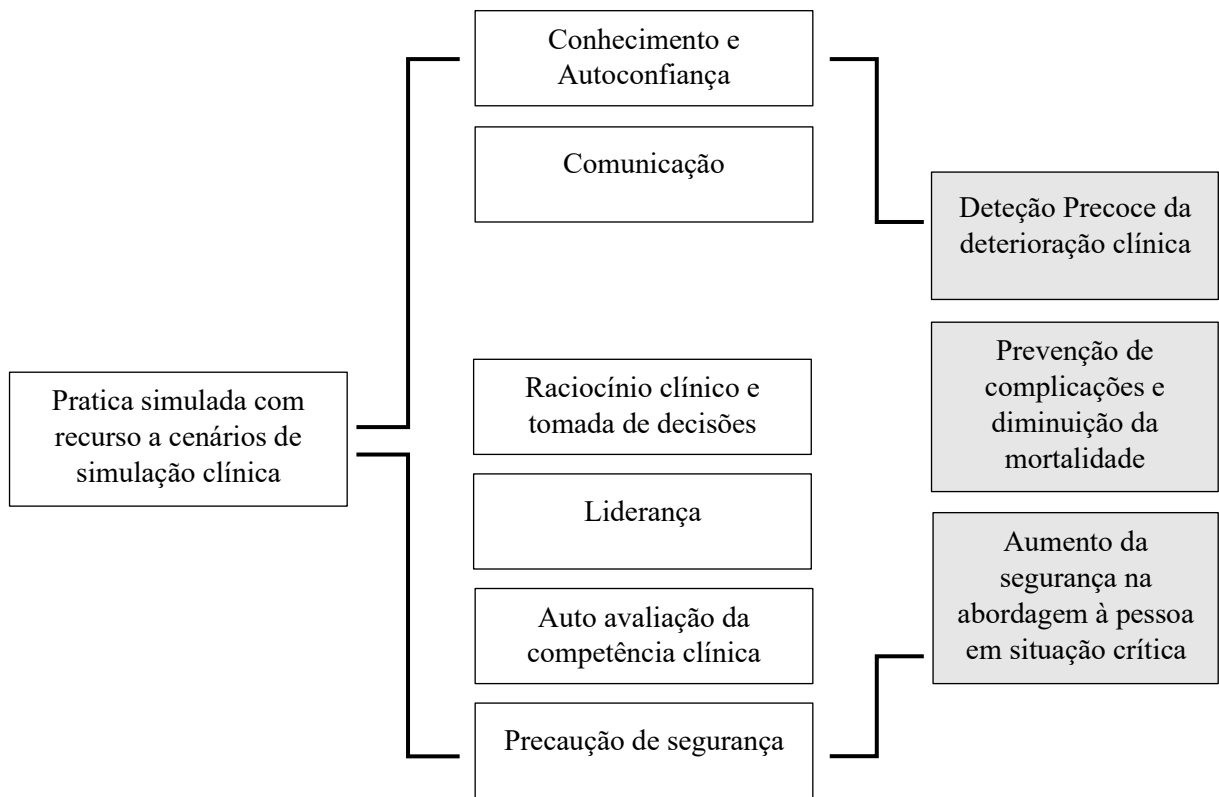 Pratica simulada com
recurso a cenários de
simulação clínica
Conhecimento e
Autoconfiança
Comunicação
Raciocínio clínico e
tomada de decisões
Liderança
Auto avaliação da
competência clínica
Precaução de segurança
Deteção Precoce da
deterioração clínica
Prevenção de
complicações e
diminuição da
mortalidade
Aumento da
segurança na
abordagem à pessoa
em situação crítica